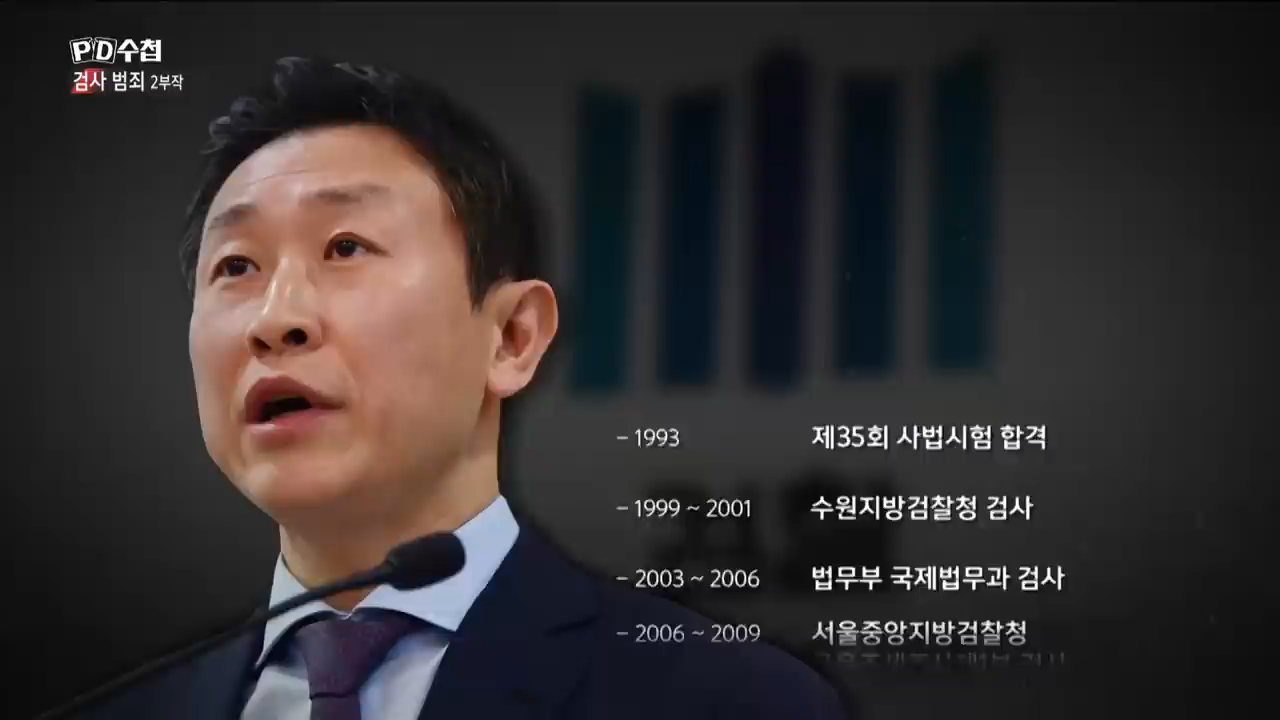 PD수첩
검사 범죄 2부작
- 1993 제35회 사법시험 합격
- 1999 ~ 2001 수원지방검찰청 검사
- 2003 ~ 2006 법무부 국제법무과 검사
- 2006 ~ 2009 서울중앙지방검찰청